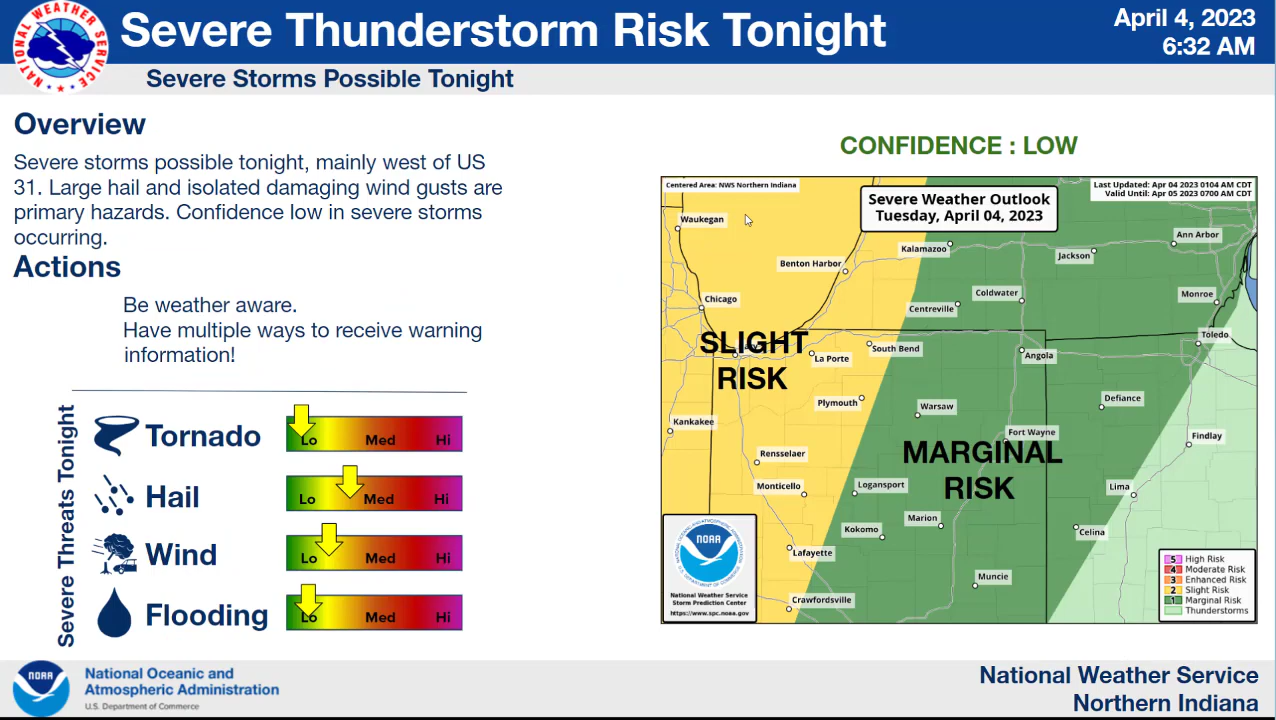 NATIONAL WEATHER SERVICE
Severe Thunderstorm Risk Tonight
April 4, 2023
6:32 AM
Severe Storms Possible Tonight
Overview
Severe storms possible tonight, mainly west of US
31. Large hail and isolated damaging wind gusts are
primary hazards. Confidence low in severe storms
occurring.
Actions
Be weather aware.
Have multiple ways to receive warning
information!
Severe Threats Tonight
Tornado
Lo Med Hi
Hail
Lo Med Hi
Wind
Lo Med Hi
Flooding
Lo Med Hi
CONFIDENCE : LOW
Centered Area: NWS Northern Indiana
Severe Weather Outlook
Tuesday, April 04, 2023
Last Updated: Apr 04 2023 0104 AM CDT
Valid Until: Apr 05 2023 0700 AM CDT
Waukegan
Ann Arbor
Kalamazoo
Jackson
Benton Harbor
Coldwater
Monroe
Chicago
Centreville
Toledo
SLIGHT
RISK
South Bend
La Porte
Angola
Plymouth
Warsaw
Defiance
Kankakee
Fort Wayne
Findlay
MARGINAL
RISK
Rensselaer
Monticello
Logansport
Lima
Marion
Kokomo
Celina
Lafayette
Muncie
Crawfordsville
NOAA
National Weather Service
Storm Prediction Center
https://www.spc.noaa.gov
5 High Risk
4 Moderate Risk
3 Enhanced Risk
2 Slight Risk
1 Marginal Risk
Thunderstorms
NOAA
National Oceanic and
Atmospheric Administration
U.S. Department of Commerce
National Weather Service
Northern Indiana